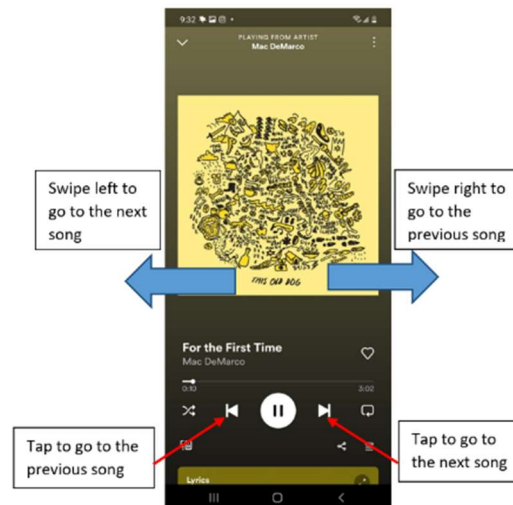 9:32
PLAYING FROM ARTIST
Mac DeMarco
Swipe left to
go to the next
song
Swipe right to
go to the
previous song
THIS OLD DOG
For the First Time
Mac DeMarco
0:10
3:02
Tap to go to the
previous song
Tap to go to
the next song
Lyrics